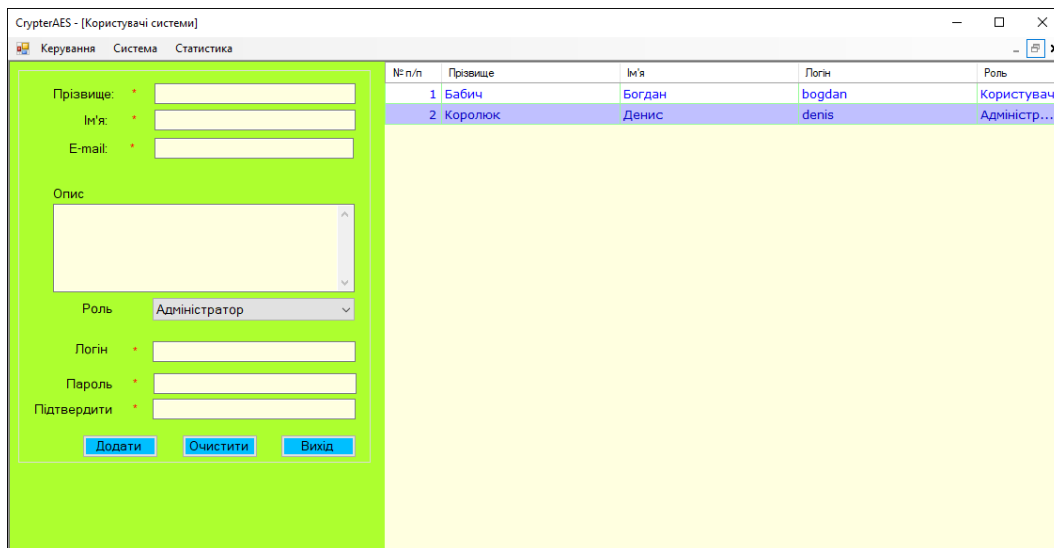 CrypterAES - [Користувачі системи]
Керування Система Статистика
Прізвище: *
Ім'я: *
E-mail: *
Опис
Роль Адміністратор
Логін *
Пароль *
Підтвердити *
Додати Очистити Вихід
№ п/п Прізвище Ім'я Логін Роль
1 Бабич Богдан bogdan Користувач
2 Королюк Денис denis Адміністр...